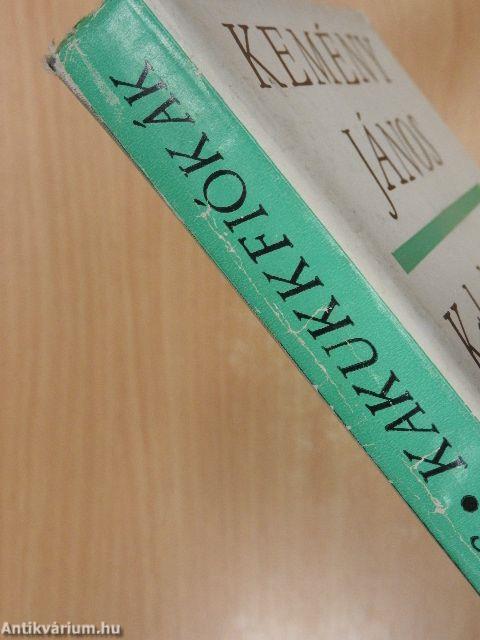 KEMÉNY
JÁNOS
• KAKUKKFIÓKÁK
Antikvárium.hu